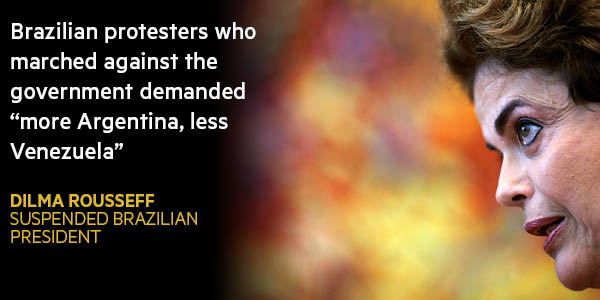 Brazilian protesters who
marched against the
government demanded
“more Argentina, less
Venezuela”
DILMA ROUSSEFF
SUSPENDED BRAZILIAN
PRESIDENT